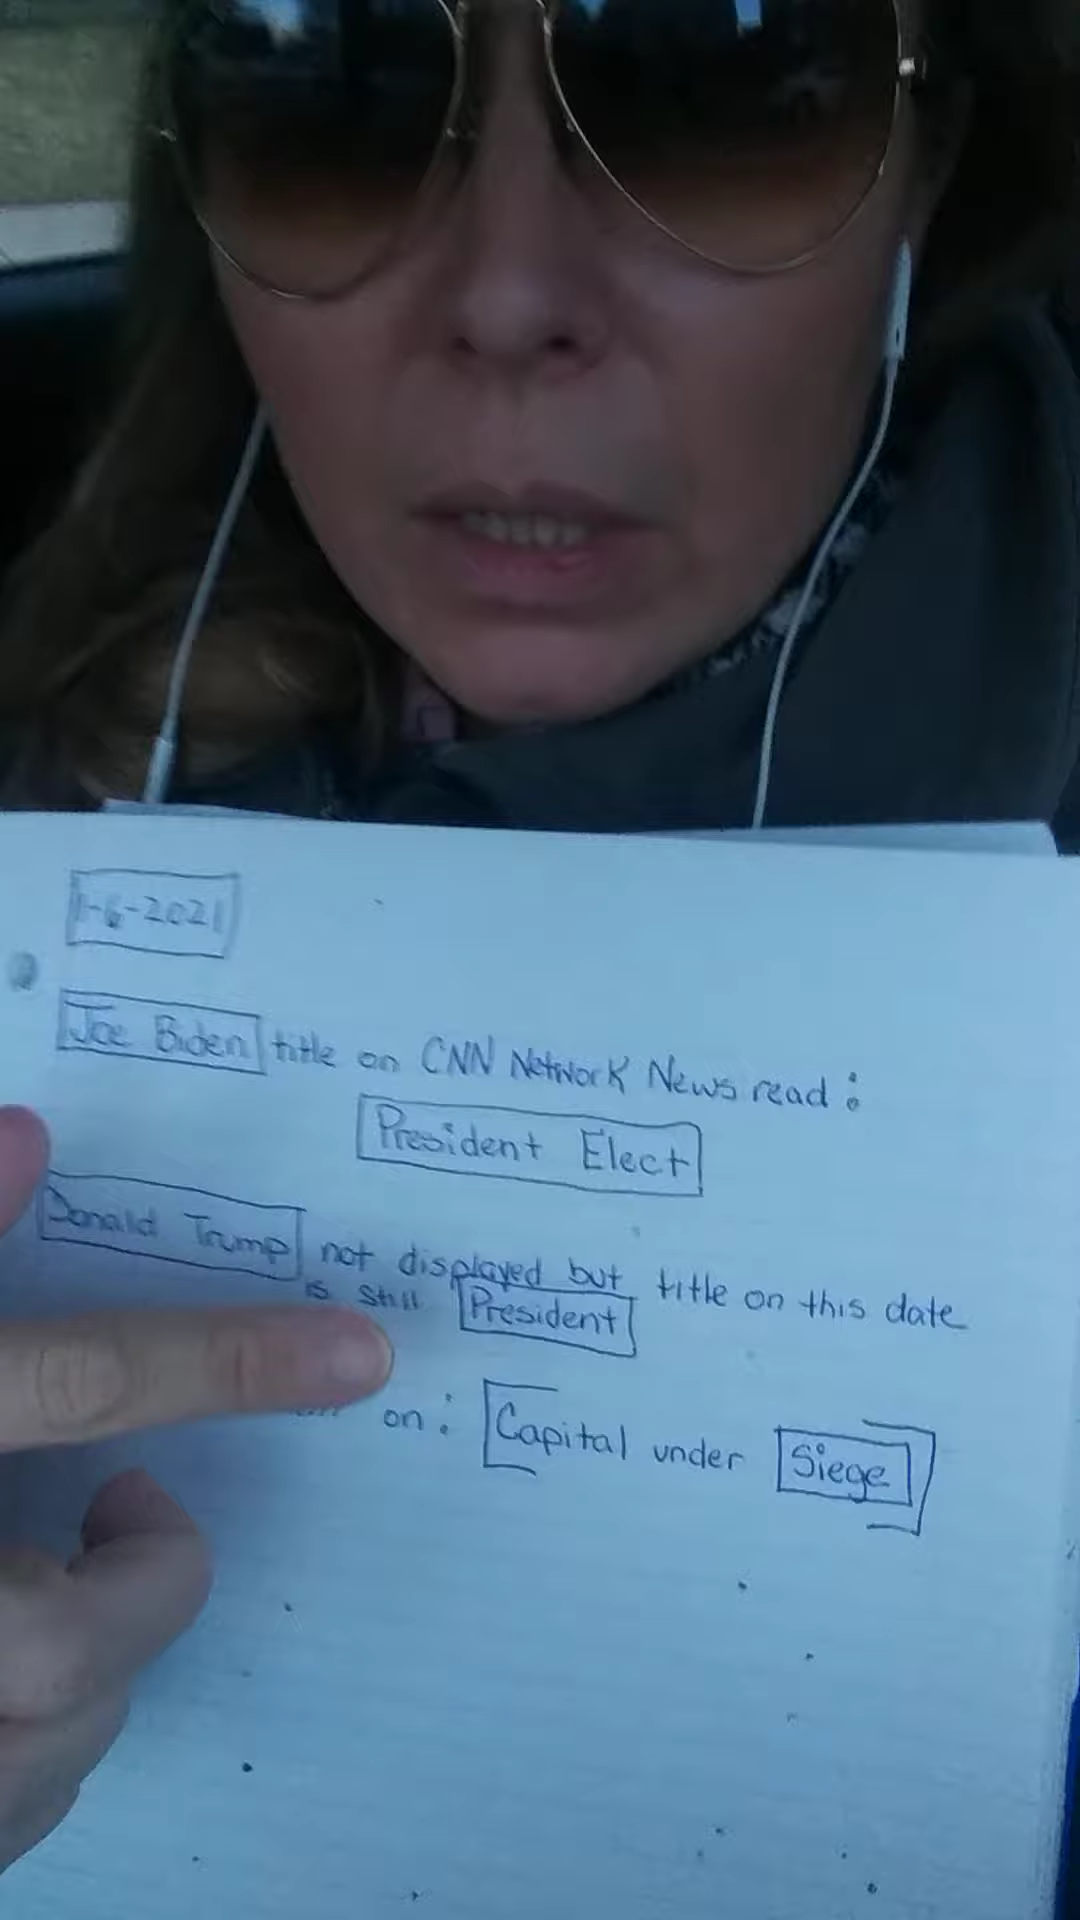 1-6-2021
Joe Biden title on CNN Network News read:
President Elect
Donald Trump not displayed but title on this date
is still President
on: [Capital under Siege]